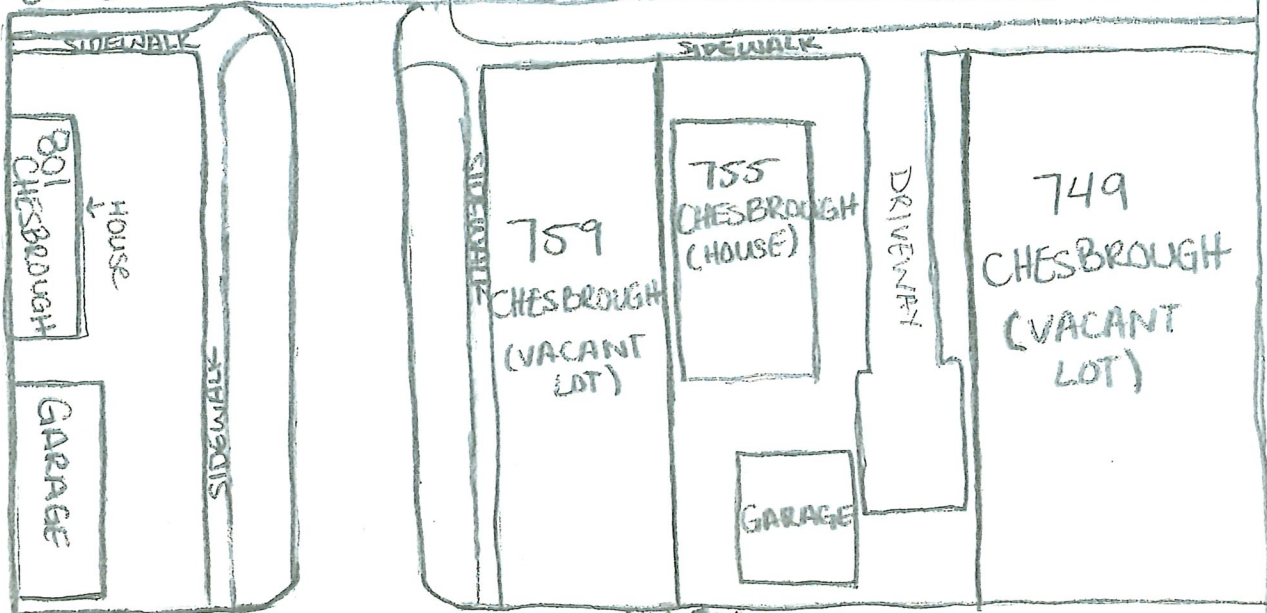 SIDEWALK
801
CHESBROUGH
HOUSE
GARAGE
SIDEWALK
SIDEWALK
SIDEWALK
759
CHESBROUGH
(VACANT
LOT)
755
CHESBROUGH
(HOUSE)
GARAGE
DRIVEWAY
749
CHESBROUGH
(VACANT
LOT)